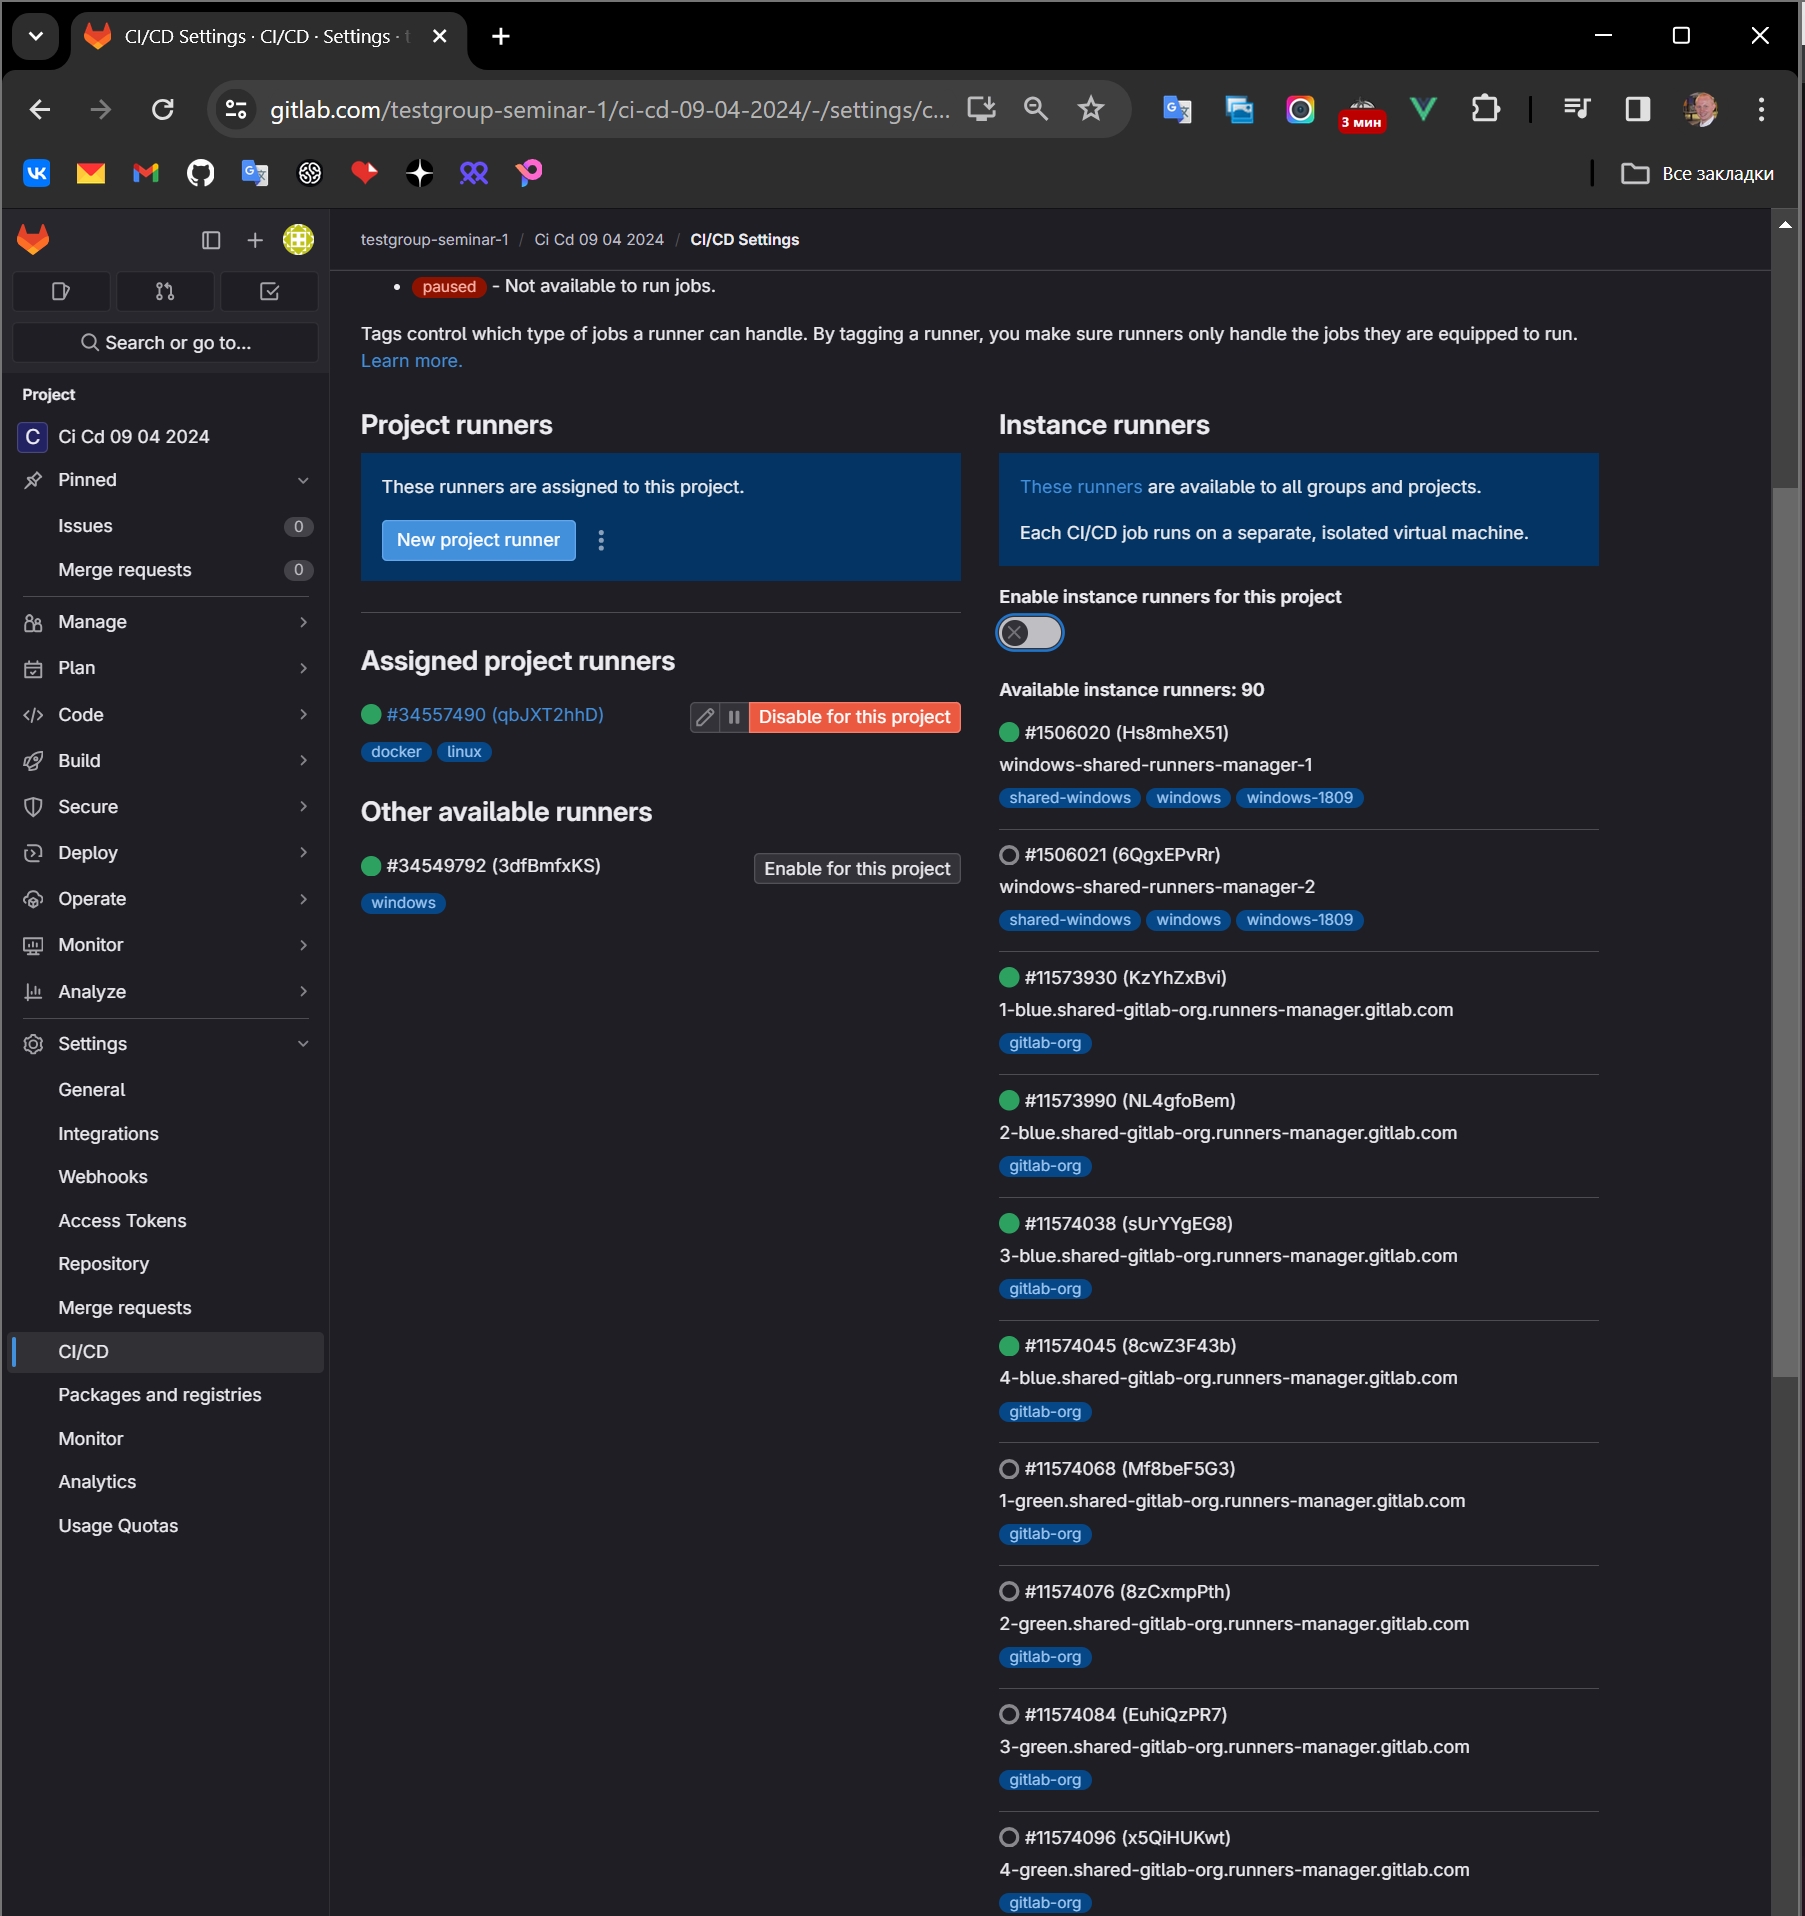 CI/CD Settings · CI/CD · Settings ·
gitlab.com/testgroup-seminar-1/ci-cd-09-04-2024/-/settings/c...
3 мин
Все закладки
testgroup-seminar-1 / Ci Cd 09 04 2024 / CI/CD Settings
Search or go to...
Project
C Ci Cd 09 04 2024
Pinned
Issues 0
Merge requests 0
Manage
Plan
Code
Build
Secure
Deploy
Operate
Monitor
Analyze
Settings
General
Integrations
Webhooks
Access Tokens
Repository
Merge requests
CI/CD
Packages and registries
Monitor
Analytics
Usage Quotas
• paused - Not available to run jobs.
Tags control which type of jobs a runner can handle. By tagging a runner, you make sure runners only handle the jobs they are equipped to run.
Learn more.
Project runners
These runners are assigned to this project.
New project runner
Assigned project runners
#34557490 (qbJXT2hhD)
Disable for this project
docker linux
Other available runners
#34549792 (3dfBmfxKS)
Enable for this project
windows
Instance runners
These runners are available to all groups and projects.
Each CI/CD job runs on a separate, isolated virtual machine.
Enable instance runners for this project
Available instance runners: 90
#1506020 (Hs8mheX51)
windows-shared-runners-manager-1
shared-windows windows windows-1809
#1506021 (6QgxEPvRr)
windows-shared-runners-manager-2
shared-windows windows windows-1809
#11573930 (KzYhZxBvi)
1-blue.shared-gitlab-org.runners-manager.gitlab.com
gitlab-org
#11573990 (NL4gfoBem)
2-blue.shared-gitlab-org.runners-manager.gitlab.com
gitlab-org
#11574038 (sUrYYgEG8)
3-blue.shared-gitlab-org.runners-manager.gitlab.com
gitlab-org
#11574045 (8cwZ3F43b)
4-blue.shared-gitlab-org.runners-manager.gitlab.com
gitlab-org
#11574068 (Mf8beF5G3)
1-green.shared-gitlab-org.runners-manager.gitlab.com
gitlab-org
#11574076 (8zCxmpPth)
2-green.shared-gitlab-org.runners-manager.gitlab.com
gitlab-org
#11574084 (EuhiQzPR7)
3-green.shared-gitlab-org.runners-manager.gitlab.com
gitlab-org
#11574096 (x5QiHUKwt)
4-green.shared-gitlab-org.runners-manager.gitlab.com
gitlab-org